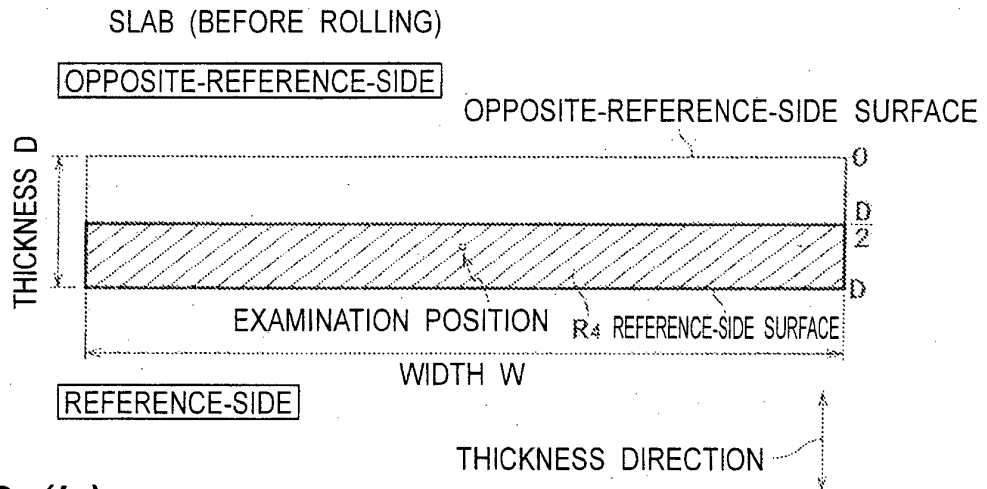 SLAB (BEFORE ROLLING)
OPPOSITE-REFERENCE-SIDE
OPPOSITE-REFERENCE-SIDE SURFACE
THICKNESS D
0
D
2
D
EXAMINATION POSITION
R4 REFERENCE-SIDE SURFACE
WIDTH W
REFERENCE-SIDE
THICKNESS DIRECTION